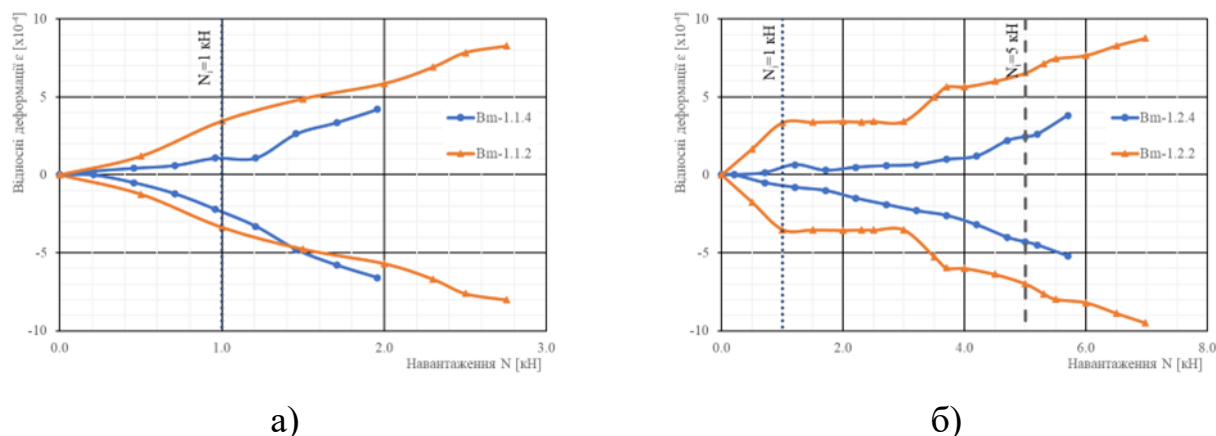 Відносні деформації ε [x10⁻⁴]
10
5
0
-5
-10
Nᵢ=1 кН
Bm-1.1.4
Bm-1.1.2
0.0 1.0 2.0 3.0
Навантаження N [кН]
а)
Відносні деформації ε [x10⁻⁴]
10
5
0
-5
-10
Nᵢ=1 кН
Nᵢ=5 кН
Bm-1.2.4
Bm-1.2.2
0.0 2.0 4.0 6.0 8.0
Навантаження N [кН]
б)